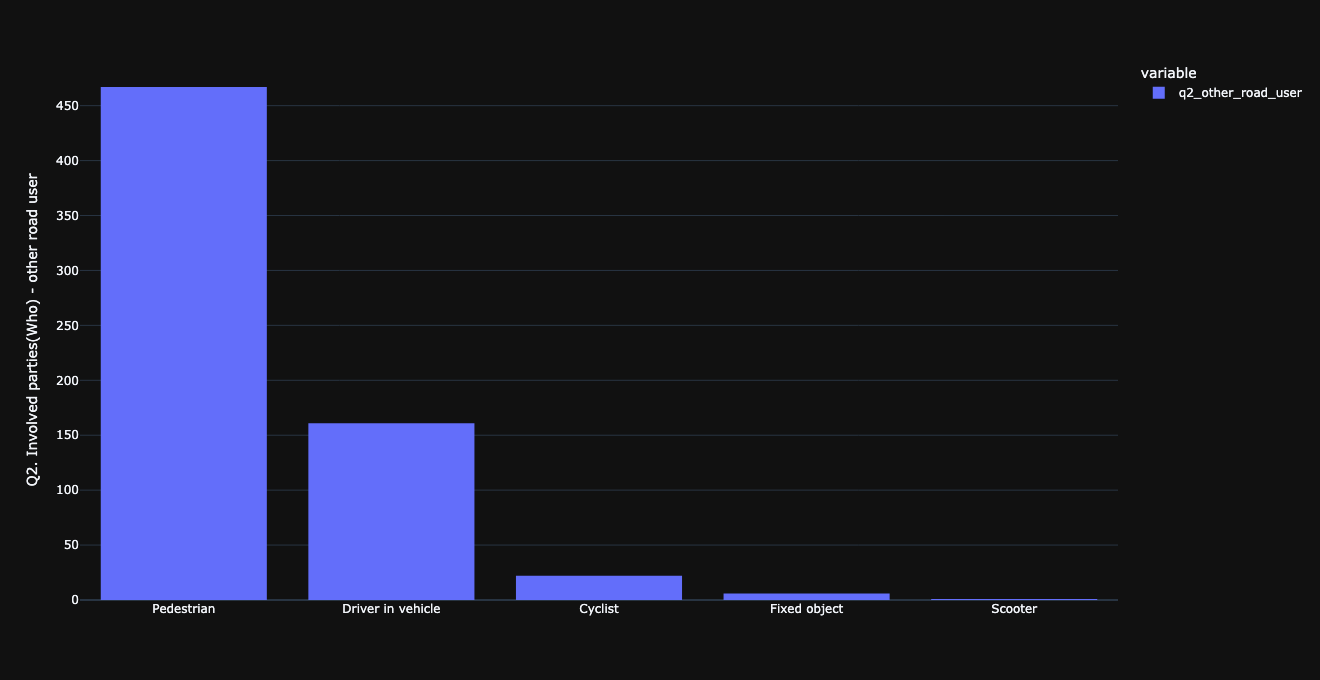 variable
q2_other_road_user
Q2. Involved parties(Who) - other road user
450
400
350
300
250
200
150
100
50
0
Pedestrian
Driver in vehicle
Cyclist
Fixed object
Scooter